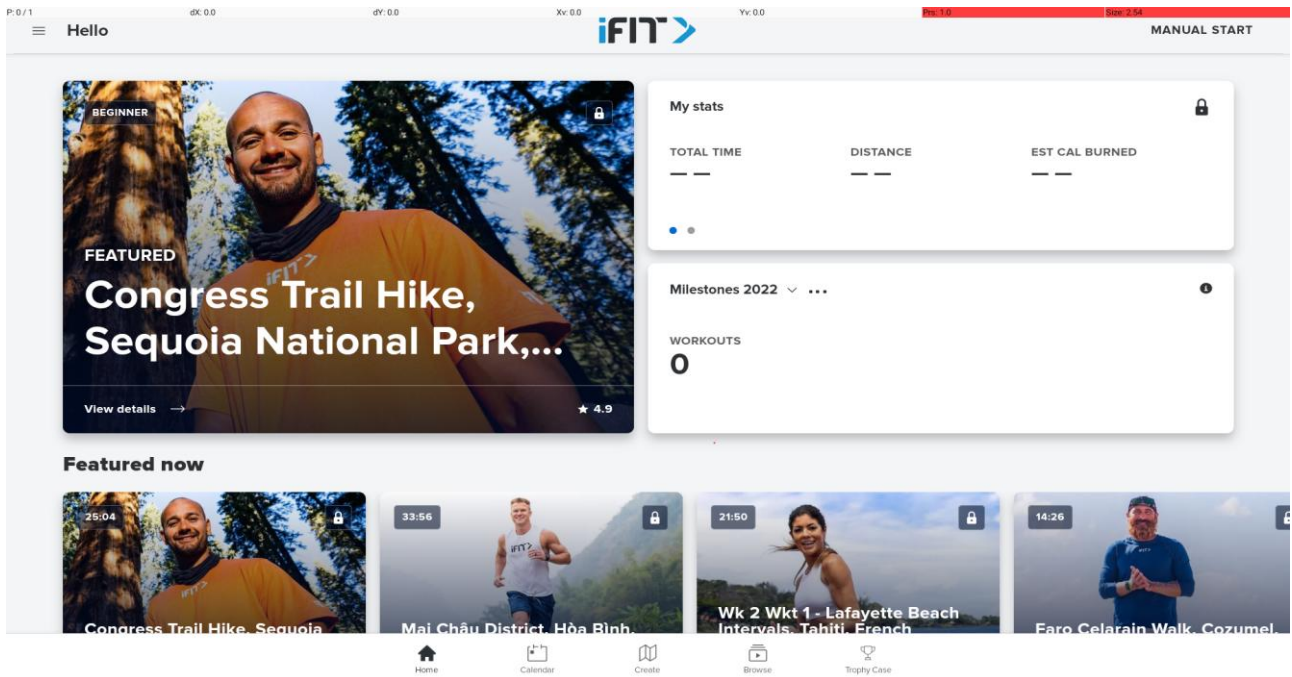 P: 0 / 1 dX: 0.0 dY: 0.0 Xv: 0.0 Yv: 0.0 Prs: 1.0 Size: 2.54
Hello
iFIT
MANUAL START
BEGINNER
FEATURED
iFIT
Congress Trail Hike,
Sequoia National Park,...
View details
4.9
My stats
TOTAL TIME DISTANCE EST CAL BURNED
— — — — — —
Milestones 2022 ...
WORKOUTS
0
Featured now
25:04
iFIT
Congress Trail Hike, Sequoia
33:56
iFIT
Mai Châu District, Hòa Bình,
21:50
Wk 2 Wkt 1 - Lafayette Beach
Intervals, Tahiti, French
14:26
Faro Celarain Walk, Cozumel,
Home Calendar Create Browse Trophy Case